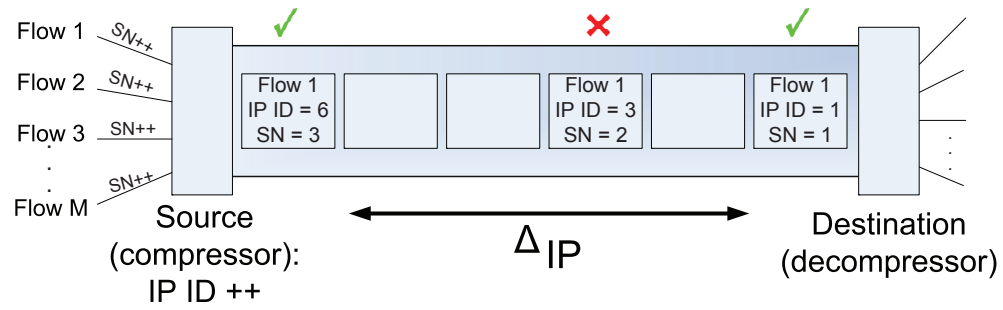 Flow 1
SN++
Flow 2
SN++
Flow 3
SN++
Flow M
SN++
Source
(compressor):
IP ID ++
Flow 1
IP ID = 6
SN = 3
Flow 1
IP ID = 3
SN = 2
Flow 1
IP ID = 1
SN = 1
Δ IP
Destination
(decompressor)